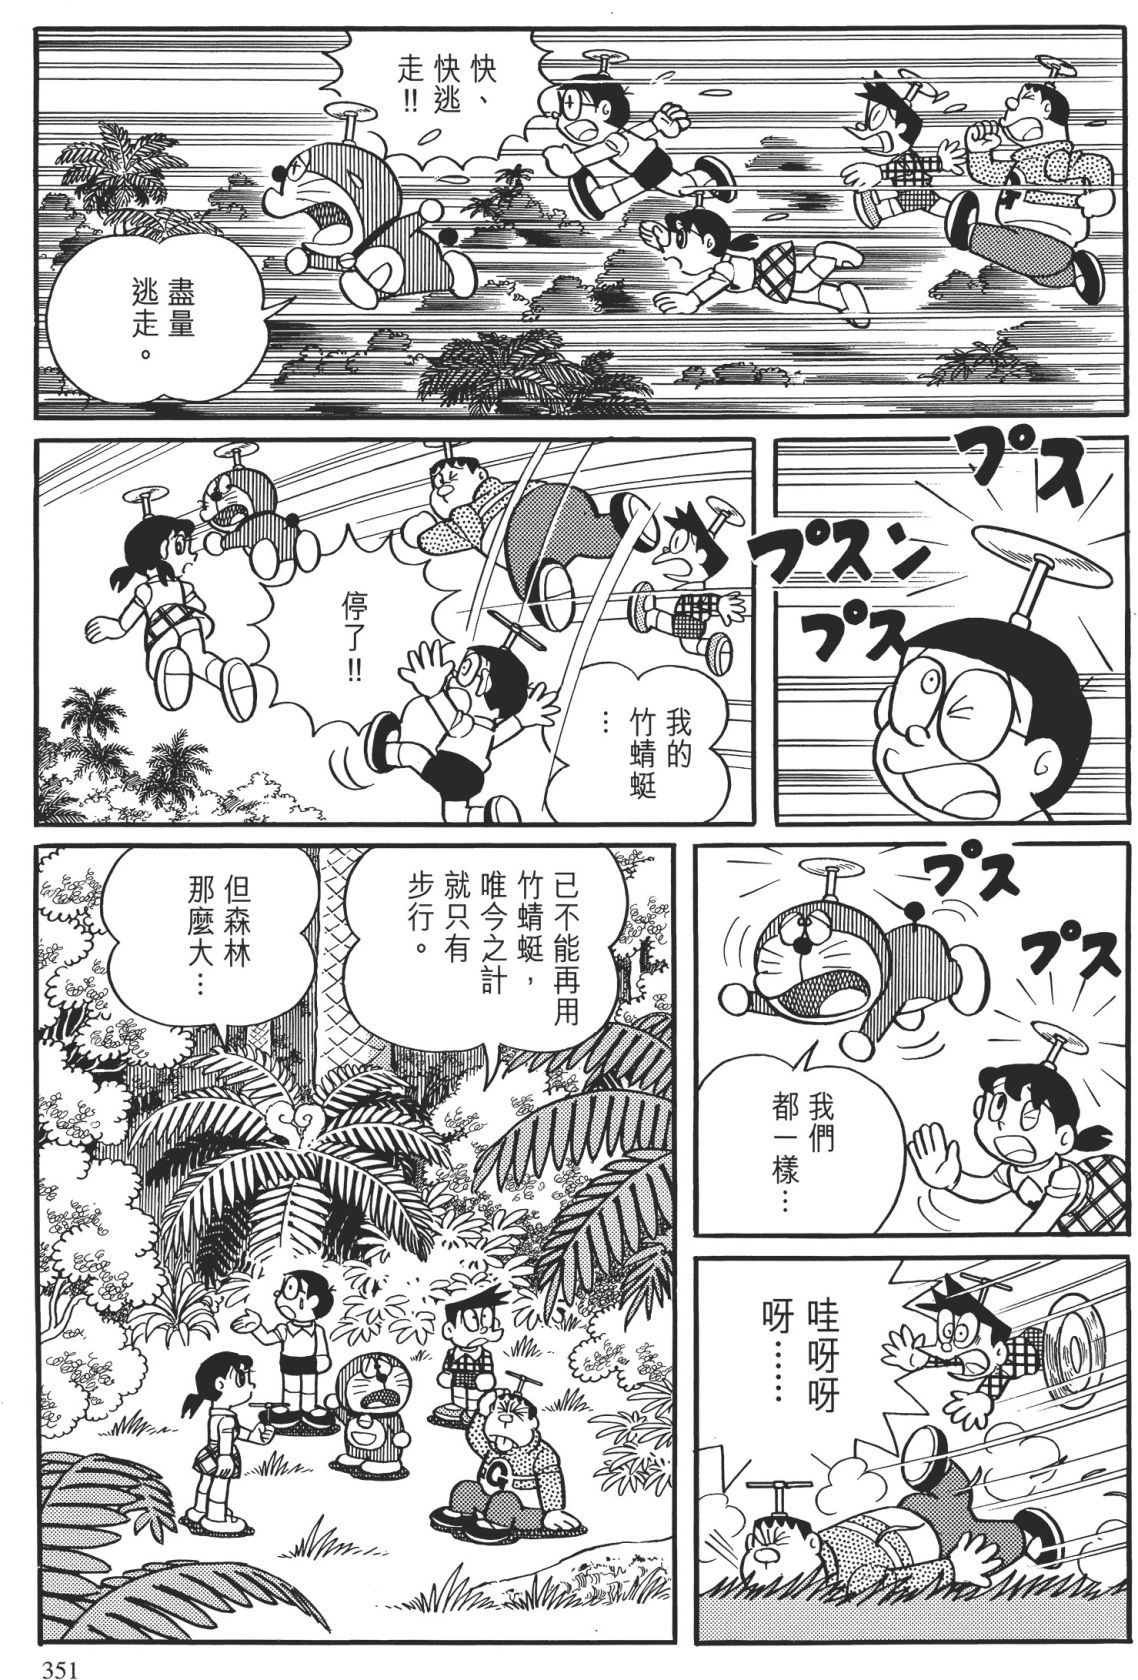 快、
快逃
走!!
盡量
逃走。
プス
プスン
プス
我的
竹蜻蜓
…
停了!!
プス
プス
我們
都一樣…
哇呀呀
呀……
已不能再用
竹蜻蜓，
唯今之計
就只有
步行。
但森林
那麼大…
G
351